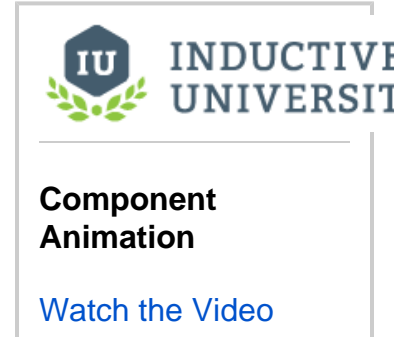 IU
INDUCTIVE
UNIVERSIT
Component
Animation
Watch the Video